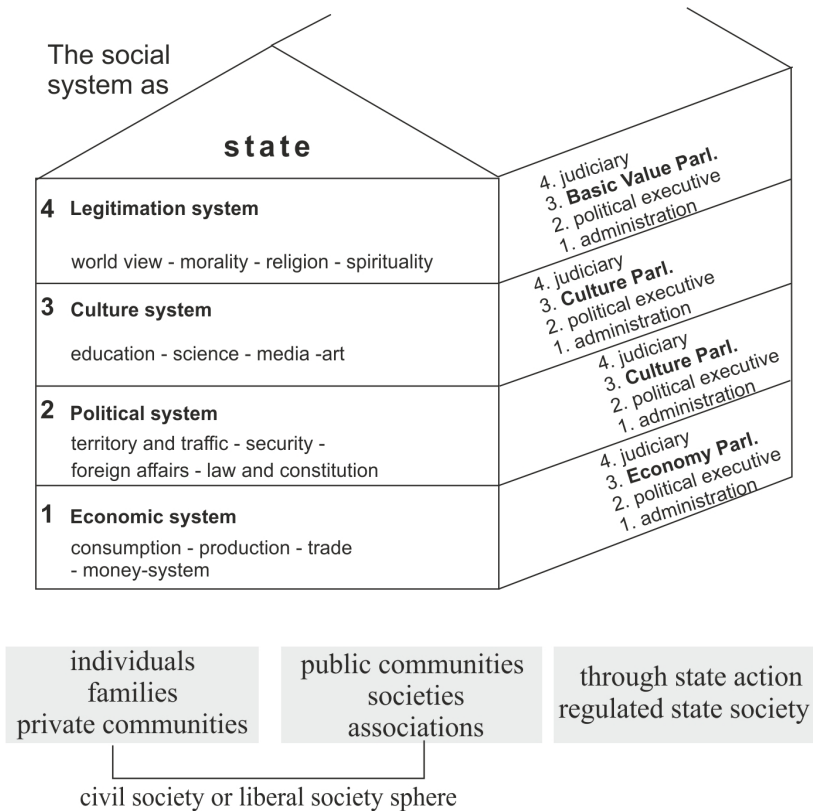 The social
system as
state
4 Legitimation system
world view - morality - religion - spirituality
3 Culture system
education - science - media -art
2 Political system
territory and traffic - security -
foreign affairs - law and constitution
1 Economic system
consumption - production - trade
- money-system
4. judiciary
3. Basic Value Parl.
2. political executive
1. administration
4. judiciary
3. Culture Parl.
2. political executive
1. administration
4. judiciary
3. Culture Parl.
2. political executive
1. administration
4. judiciary
3. Economy Parl.
2. political executive
1. administration
individuals
families
private communities
public communities
societies
associations
through state action
regulated state society
civil society or liberal society sphere